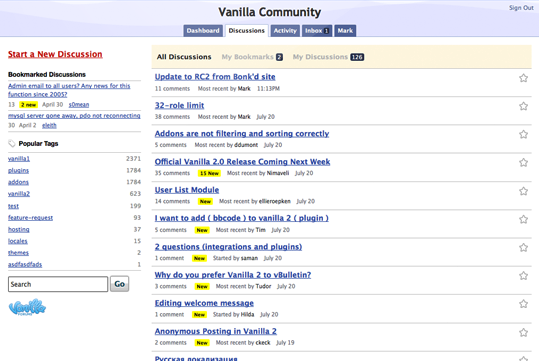 Vanilla Community
Sign Out
Dashboard Discussions Activity Inbox 1 Mark
Start a New Discussion
Bookmarked Discussions
Admin email to all users? Any news for this
function since 2005?
13 2 new April 30 s0mean
mysql server gone away, pdo not reconnecting
30 April 2 eleith
Popular Tags
vanilla1 2371
plugins 1784
addons 1784
vanilla2 623
test 199
feature-request 93
hosting 37
locales 15
themes 2
asdfasdfads 1
Search Go
Vanilla
All Discussions My Bookmarks 2 My Discussions 126
Update to RC2 from Bonk'd site
11 comments Most recent by Mark 11:13PM
32-role limit
38 comments Most recent by Mark July 20
Addons are not filtering and sorting correctly
5 comments Most recent by ddumont July 20
Official Vanilla 2.0 Release Coming Next Week
35 comments 15 New Most recent by Nimaveli July 20
User List Module
14 comments New Most recent by ellieroepken July 20
I want to add ( bbcode ) to vanilla 2 ( plugin )
5 comments New Most recent by Tim July 20
2 questions (integrations and plugins)
1 comment New Started by saman July 20
Why do you prefer Vanilla 2 to vBulletin?
3 comments New Most recent by Tudor July 20
Editing welcome message
1 comment New Started by Hilda July 20
Anonymous Posting in Vanilla 2
2 comments New Most recent by ckeck July 19
Русская локализация